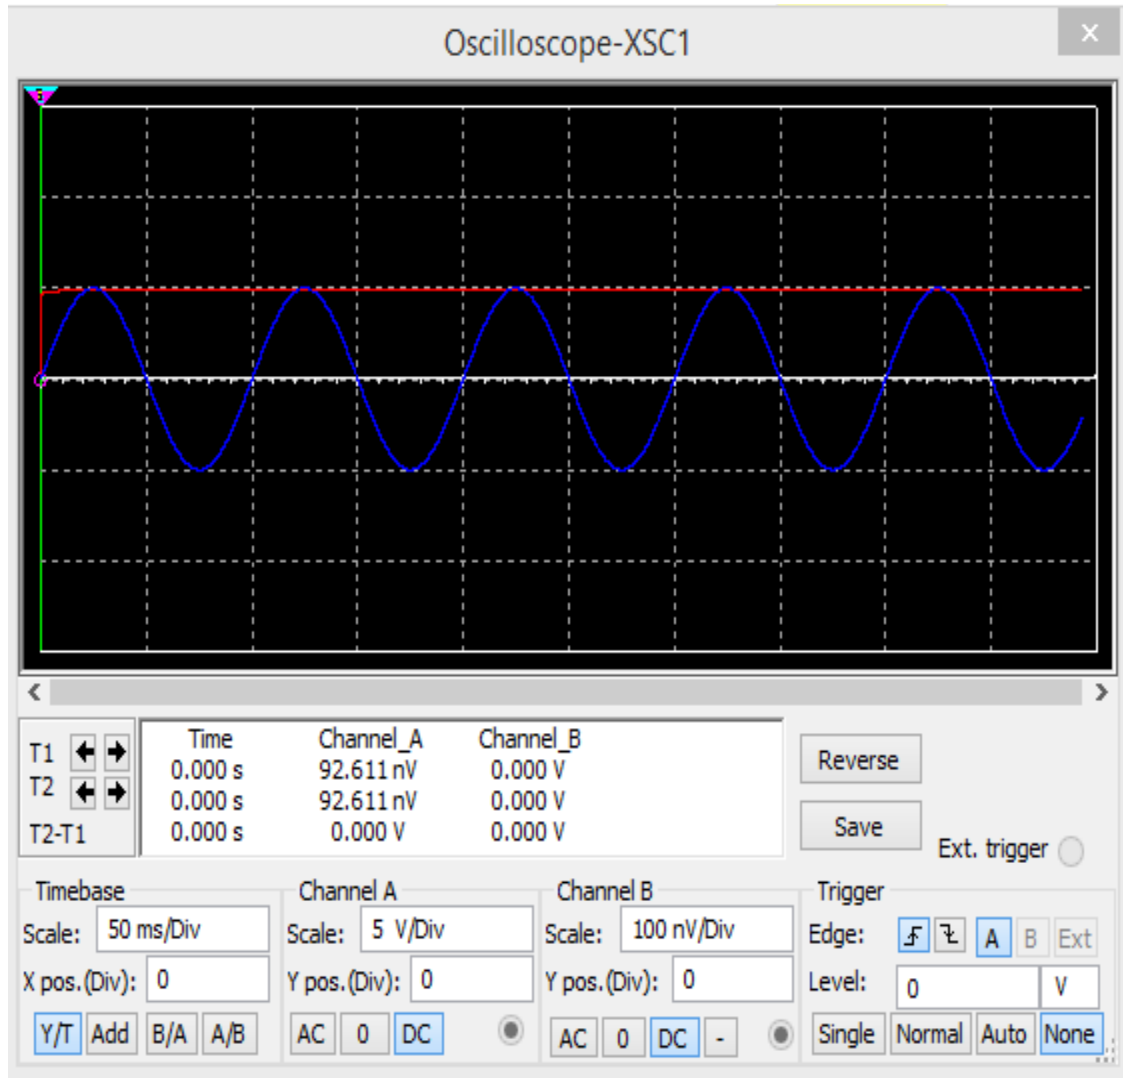 Oscilloscope-XSC1
x
Time Channel_A Channel_B
T1 0.000 s 92.611 nV 0.000 V
T2 0.000 s 92.611 nV 0.000 V
T2-T1 0.000 s 0.000 V 0.000 V
Reverse
Save
Ext. trigger
Timebase
Scale: 50 ms/Div
X pos.(Div): 0
Y/T Add B/A A/B
Channel A
Scale: 5 V/Div
Y pos.(Div): 0
AC 0 DC
Channel B
Scale: 100 nV/Div
Y pos.(Div): 0
AC 0 DC -
Trigger
Edge: A B Ext
Level: 0 V
Single Normal Auto None